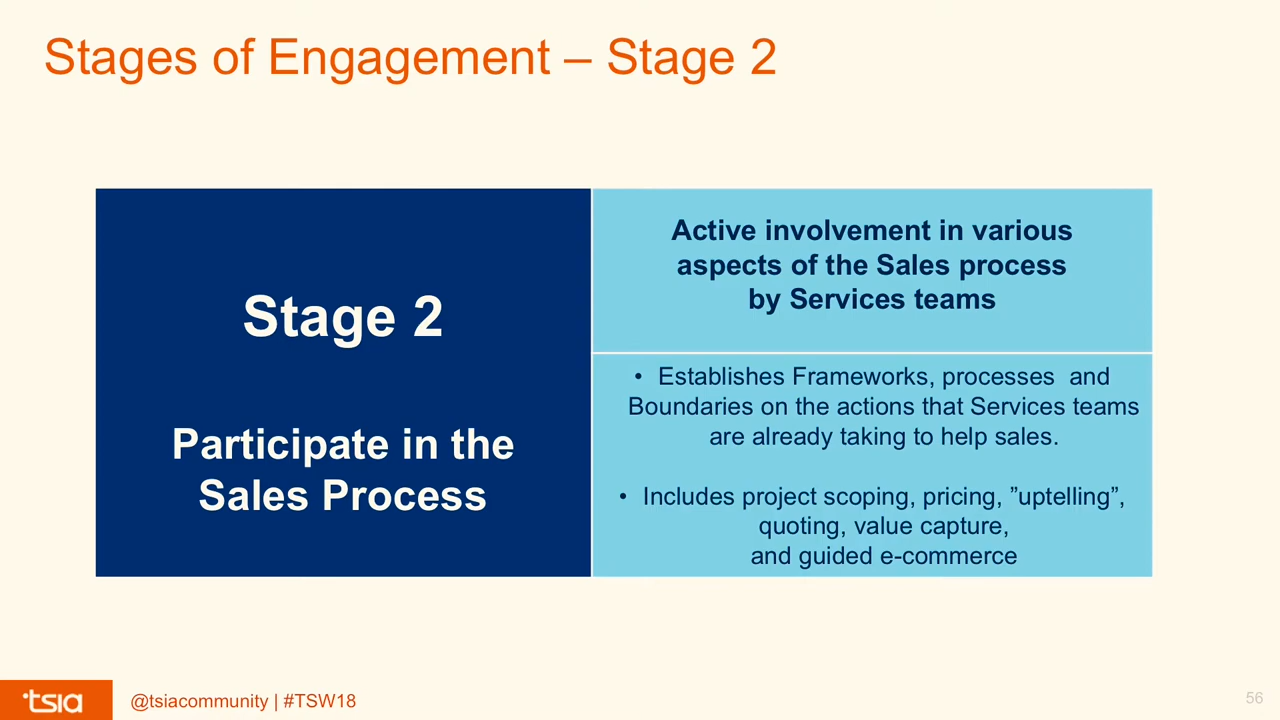 Stages of Engagement – Stage 2
Stage 2
Participate in the
Sales Process
Active involvement in various
aspects of the Sales process
by Services teams
• Establishes Frameworks, processes  and
Boundaries on the actions that Services teams
are already taking to help sales.
• Includes project scoping, pricing, ”uptelling”,
quoting, value capture,
and guided e-commerce
tsia
@tsiacommunity | #TSW18
56